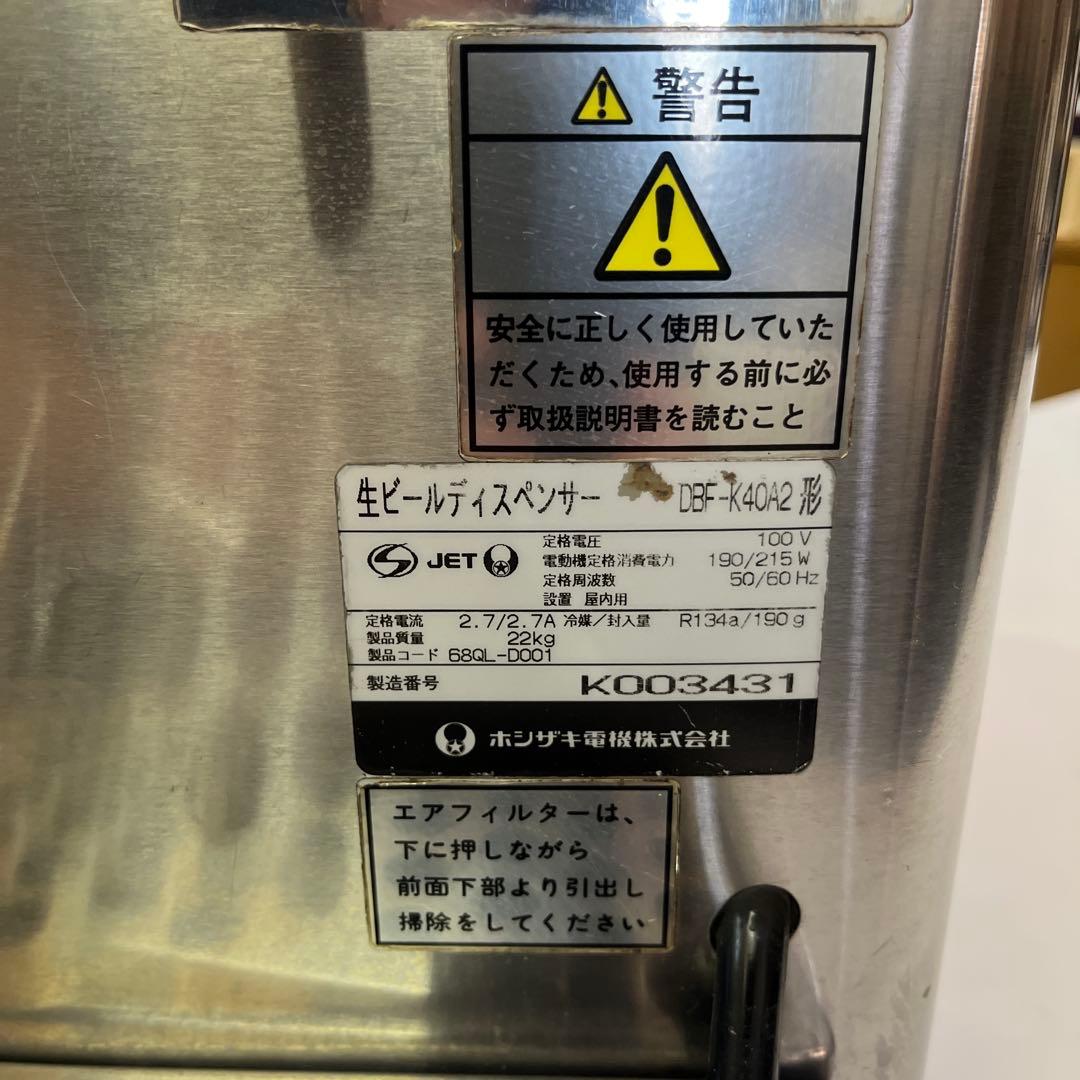 警告
安全に正しく使用していた
だくため、使用する前に必
ず取扱説明書を読むこと
生ビールディスペンサー DBF-K40A2 形
JET
定格電圧 100 V
電動機定格消費電力 190/215 W
定格周波数 50/60 Hz
設置 屋内用
定格電流 2.7/2.7A 冷媒/封入量 R134a/190 g
製品質量 22kg
製品コード 68QL-D001
製造番号 K003431
ホシザキ電機株式会社
エアフィルターは、
下に押しながら
前面下部より引出し
掃除をしてください